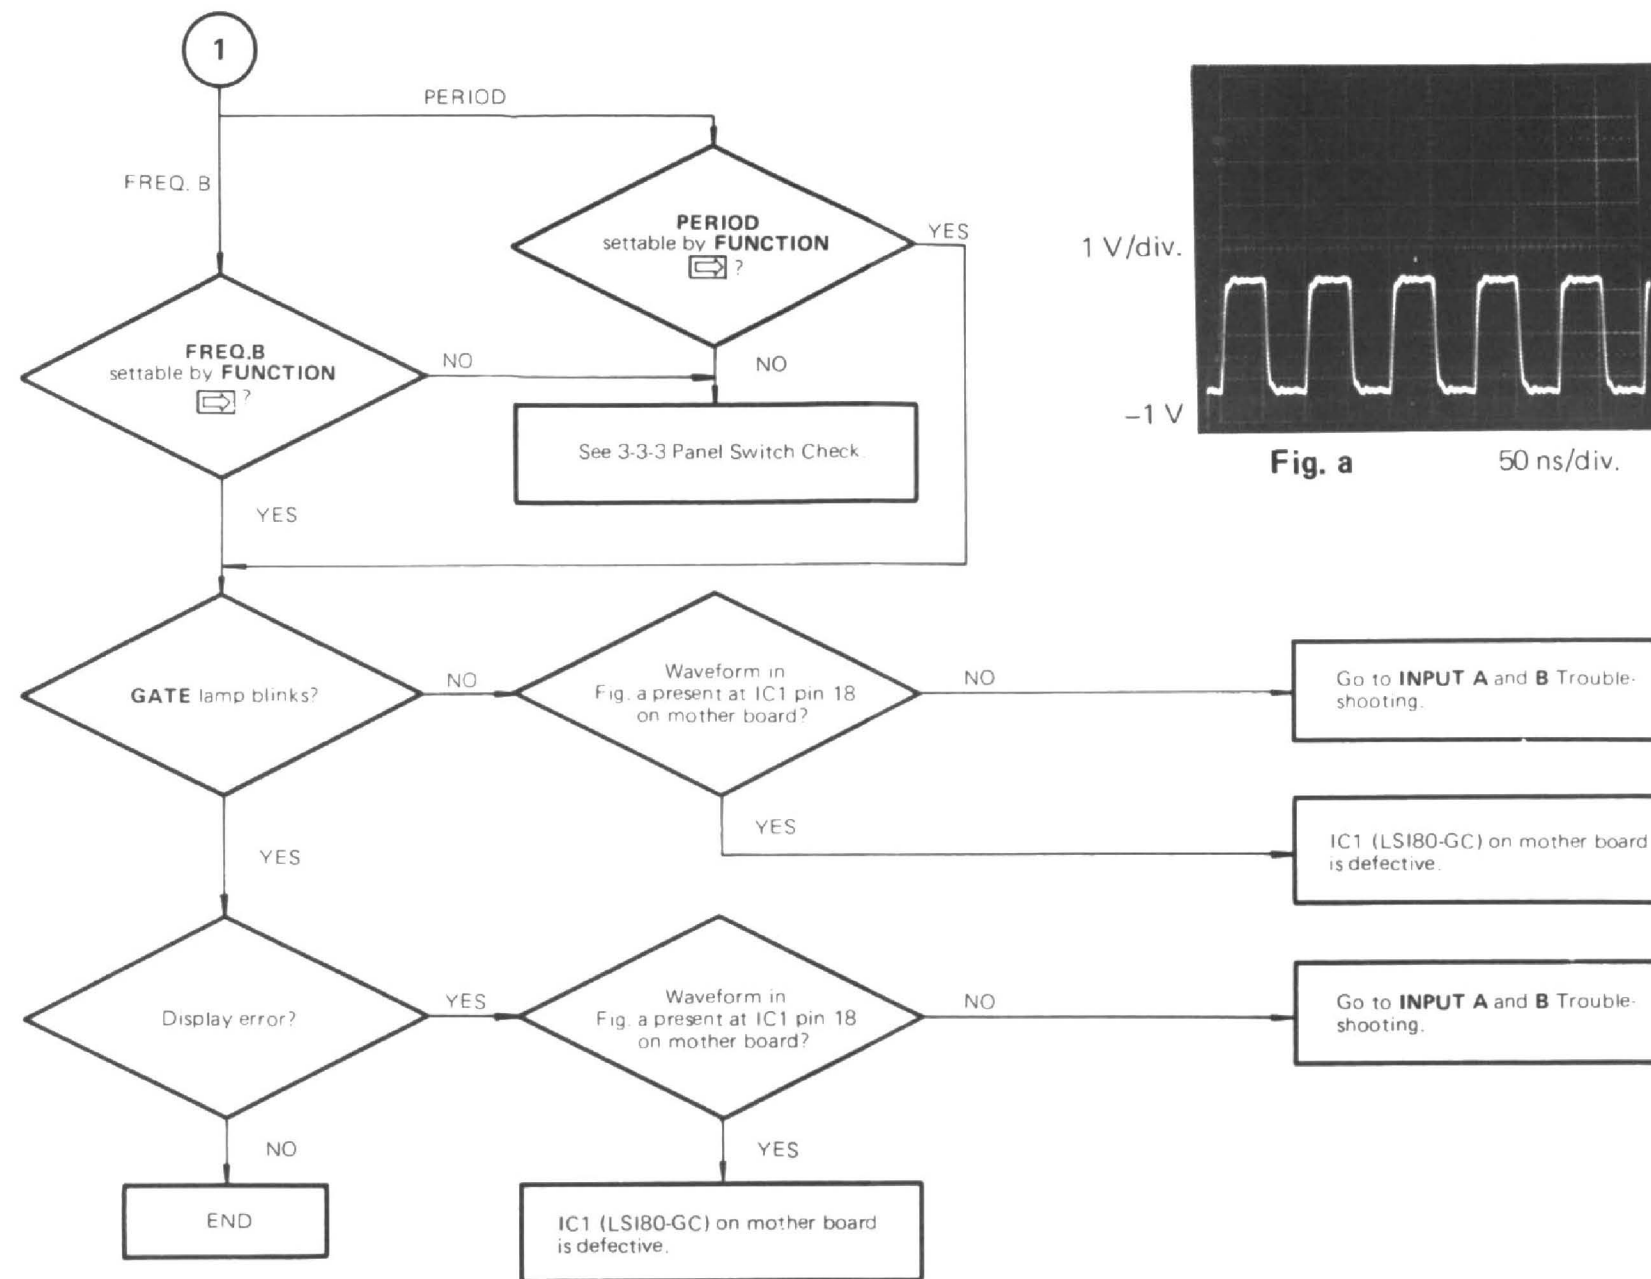 1
PERIOD
FREQ. B
PERIOD
settable by FUNCTION
?
YES
1 V/div.
FREQ.B
settable by FUNCTION
?
NO
NO
–1 V
Fig. a
50 ns/div.
See 3-3-3 Panel Switch Check.
YES
GATE lamp blinks?
NO
Waveform in
Fig. a present at IC1 pin 18
on mother board?
NO
Go to INPUT A and B Trouble-
shooting.
YES
YES
IC1 (LSI80-GC) on mother board
is defective.
Display error?
YES
Waveform in
Fig. a present at IC1 pin 18
on mother board?
NO
Go to INPUT A and B Trouble-
shooting.
NO
YES
END
IC1 (LSI80-GC) on mother board
is defective.